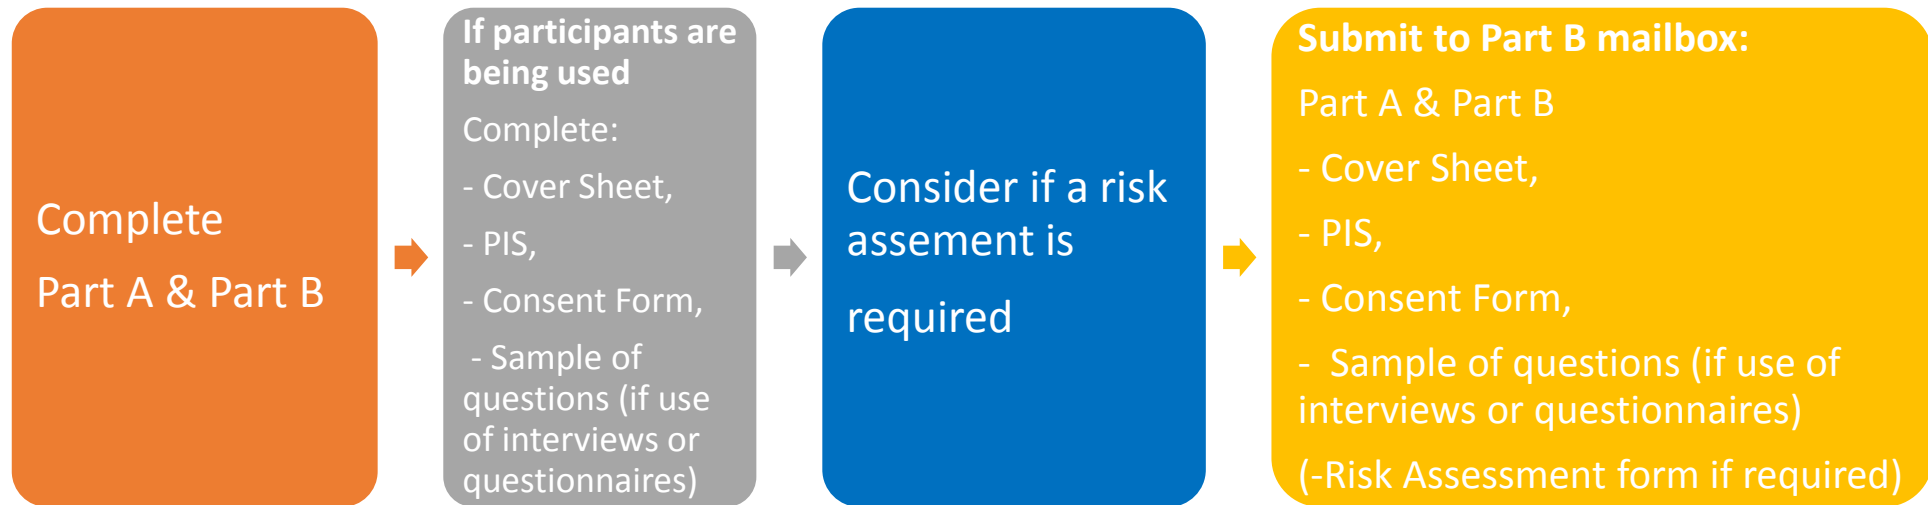 Complete
Part A & Part B
If participants are
being used
Complete:
- Cover Sheet,
- PIS,
- Consent Form,
- Sample of
questions (if use
of interviews or
questionnaires)
Consider if a risk
assement is
required
Submit to Part B mailbox:
Part A & Part B
- Cover Sheet,
- PIS,
- Consent Form,
- Sample of questions (if use of
interviews or questionnaires)
(-Risk Assessment form if required)